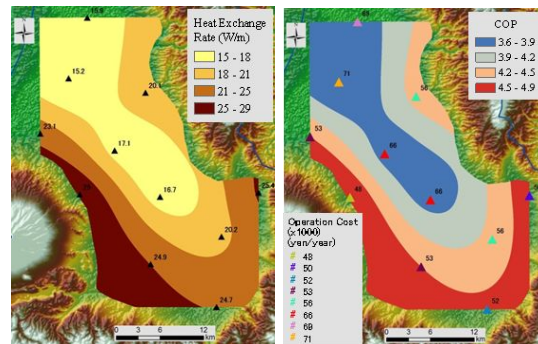 Heat Exchange
Rate (W/m)
15 - 18
18 - 21
21 - 25
25 - 29
15.2
20.1
23.1
17.1
16.7
20.2
24.9
24.7
0 3 6 12
km
COP
3.6 - 3.9
3.9 - 4.2
4.2 - 4.5
4.5 - 4.9
69
71
56
53
66
66
48
56
53
52
Operation Cost
(x1000)
(yen/year)
# 48
# 50
# 52
# 53
# 56
# 66
# 69
# 71
0 3 6 12
km